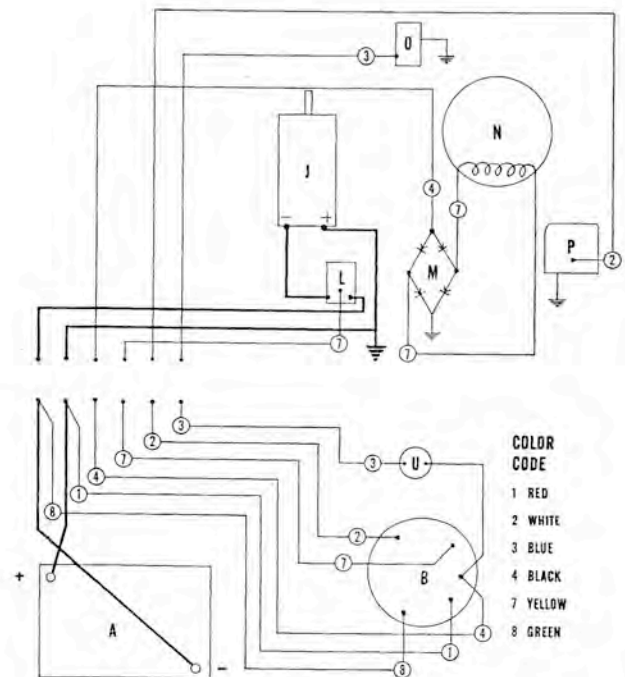 3
O
N
J
4
7
P
2
-
+
M
L
7
7
3
2
7
4
1
8
3
U
2
7
B
+
A
-
4
1
8
COLOR
CODE
1 RED
2 WHITE
3 BLUE
4 BLACK
7 YELLOW
8 GREEN